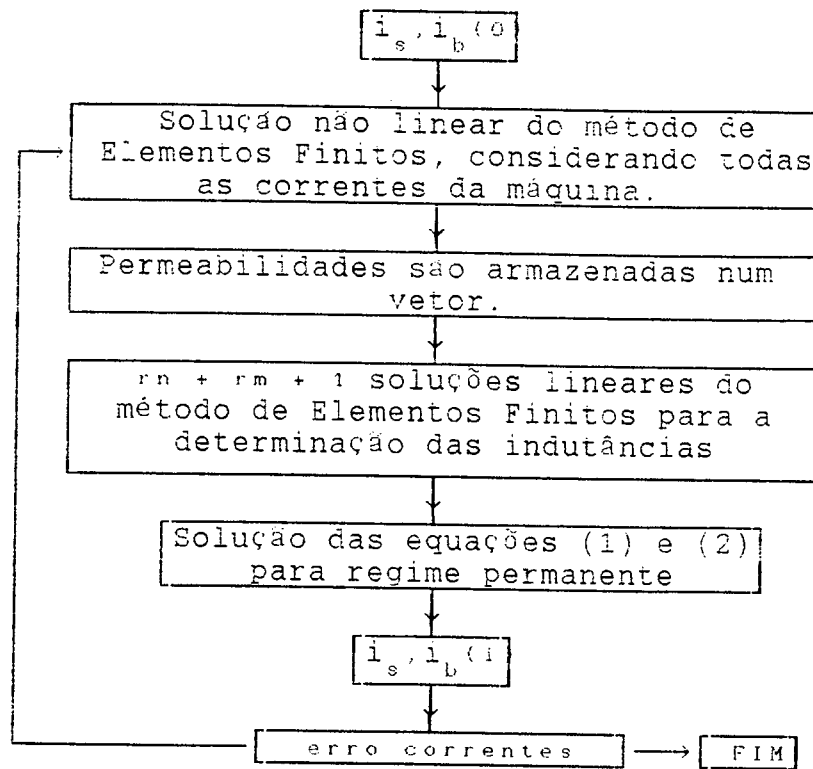 i_s, i_b (0
Solução não linear do método de
Elementos Finitos, considerando todas
as correntes da máquina.
Permeabilidades são armazenadas num
vetor.
rn + rm + 1 soluções lineares do
método de Elementos Finitos para a
determinação das indutâncias
Solução das equações (1) e (2)
para regime permanente
i_s, i_b (i
erro correntes
FIM